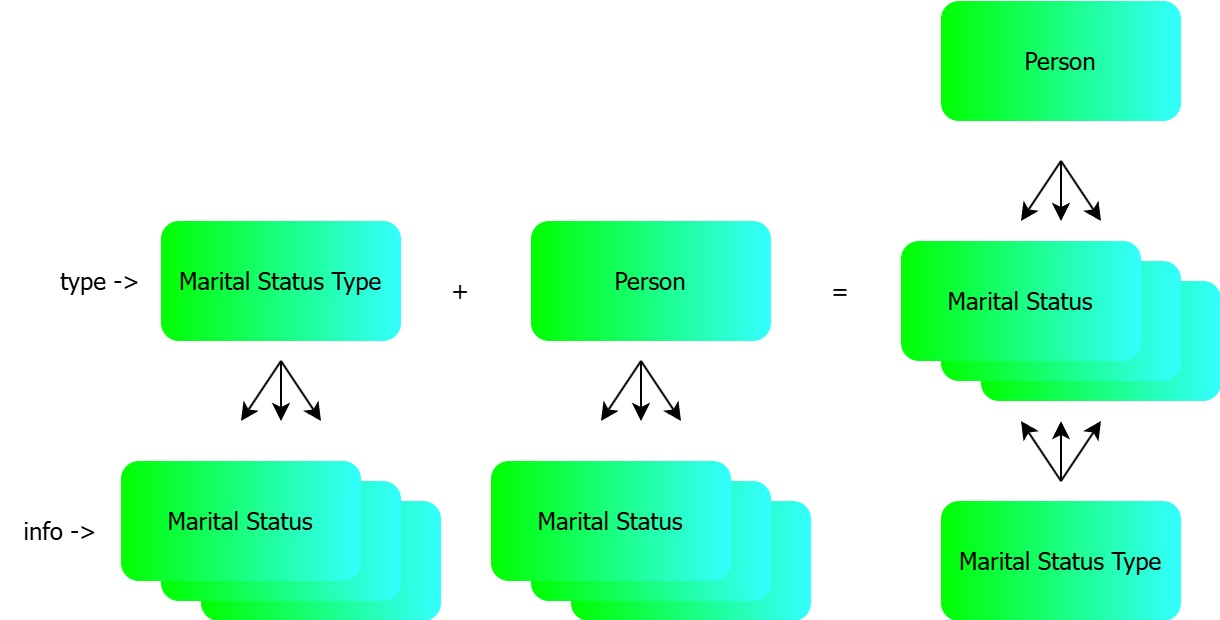 Person
type ->
Marital Status Type
+
Person
=
Marital Status
info ->
Marital Status
Marital Status
Marital Status Type